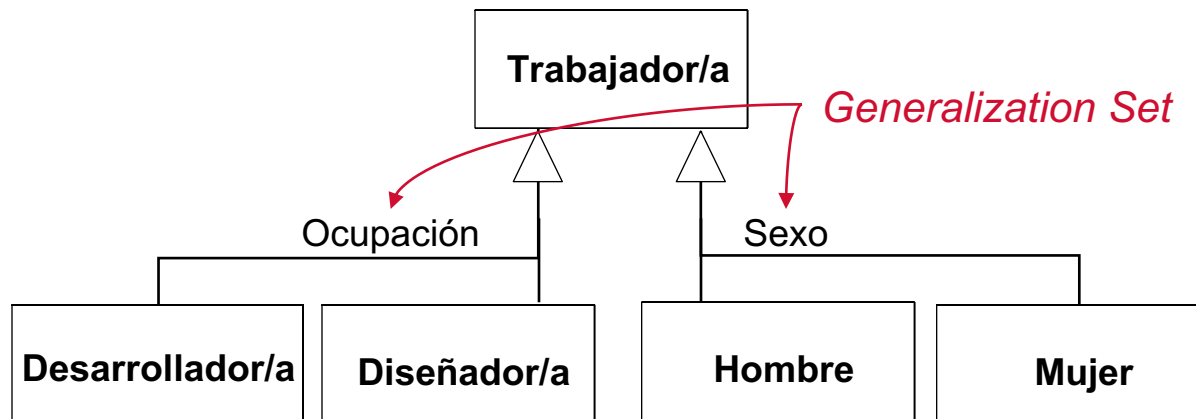 Trabajador/a
Generalization Set
Ocupación
Sexo
Desarrollador/a
Diseñador/a
Hombre
Mujer